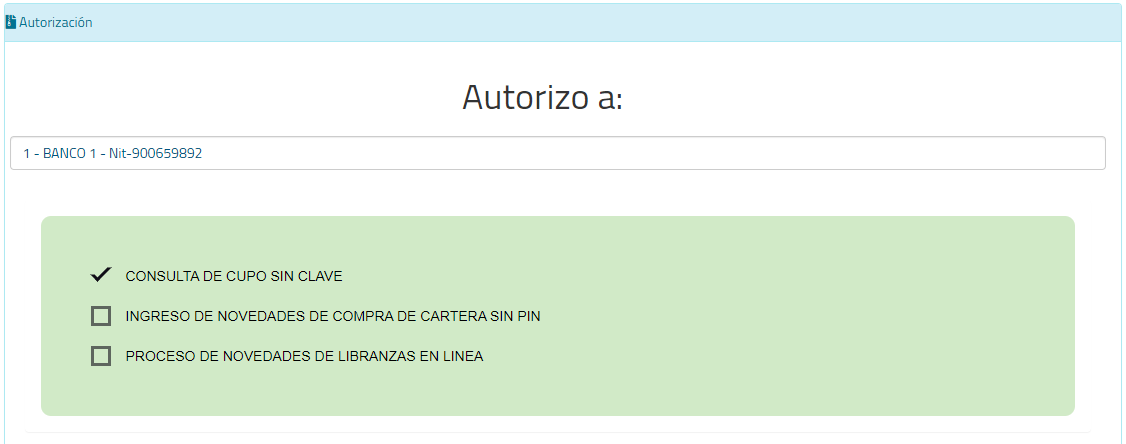 Autorización
Autorizo a:
1 - BANCO 1 - Nit-900659892
CONSULTA DE CUPO SIN CLAVE
INGRESO DE NOVEDADES DE COMPRA DE CARTERA SIN PIN
PROCESO DE NOVEDADES DE LIBRANZAS EN LINEA